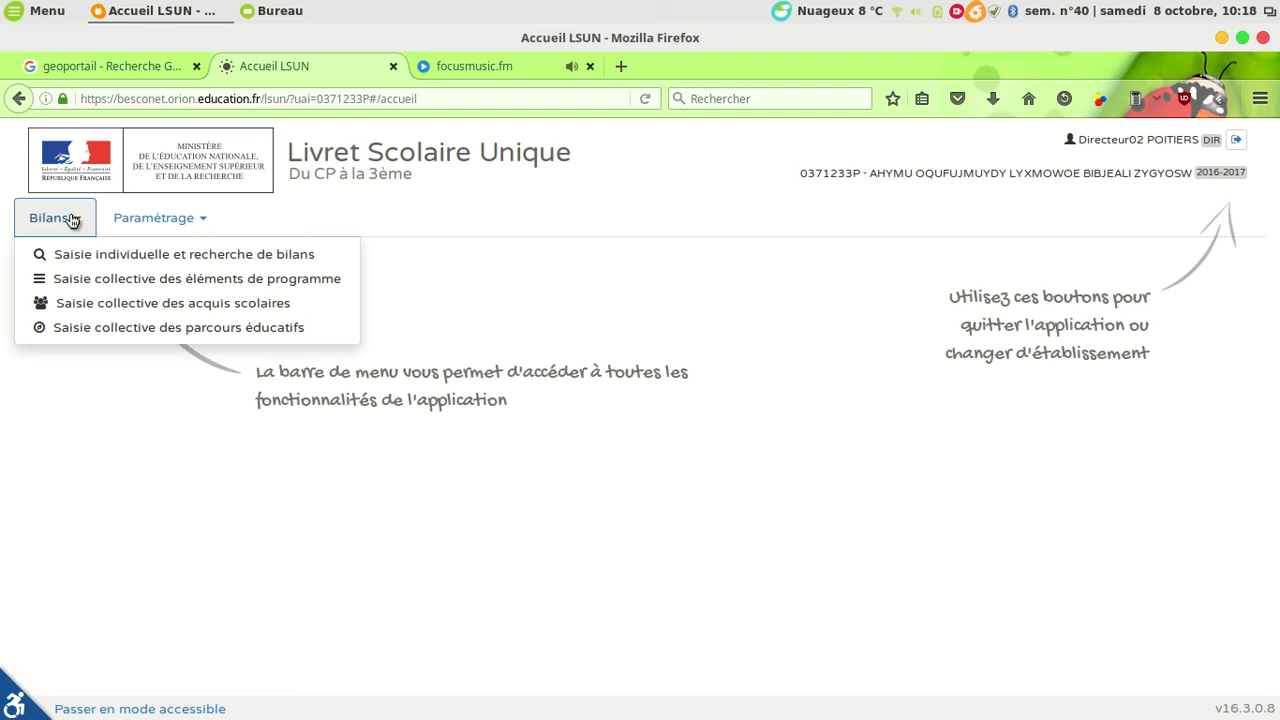 Menu
Accueil LSUN - ...
Bureau
Nuageux 8 °C
sem. n°40 | samedi 8 octobre, 10:18
Accueil LSUN - Mozilla Firefox
geoportail - Recherche G...
Accueil LSUN
focusmusic.fm
https://besconet.orion.education.fr/lsun/?uai=0371233P#/accueil
Rechercher
Liberté • Égalité • Fraternité
RÉPUBLIQUE FRANÇAISE
MINISTÈRE
DE L'ÉDUCATION NATIONALE,
DE L'ENSEIGNEMENT SUPÉRIEUR
ET DE LA RECHERCHE
Livret Scolaire Unique
Du CP à la 3ème
Directeur02 POITIERS DIR
0371233P - AHYMU OQUFUJMUYDY LYXMOWOE BIBJEALI ZYGYOSW 2016-2017
Bilans
Paramétrage
Saisie individuelle et recherche de bilans
Saisie collective des éléments de programme
Saisie collective des acquis scolaires
Saisie collective des parcours éducatifs
Utilisez ces boutons pour
quitter l'application ou
changer d'établissement
La barre de menu vous permet d'accéder à toutes les
fonctionnalités de l'application
Passer en mode accessible
v16.3.0.8